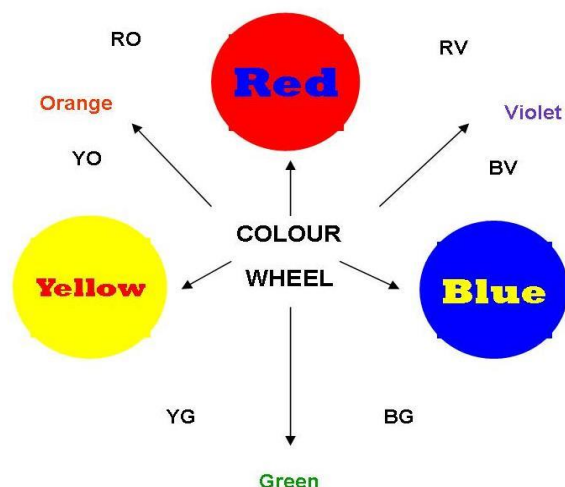 RO
RV
Red
Orange
Violet
YO
BV
COLOUR
WHEEL
Yellow
Blue
YG
BG
Green